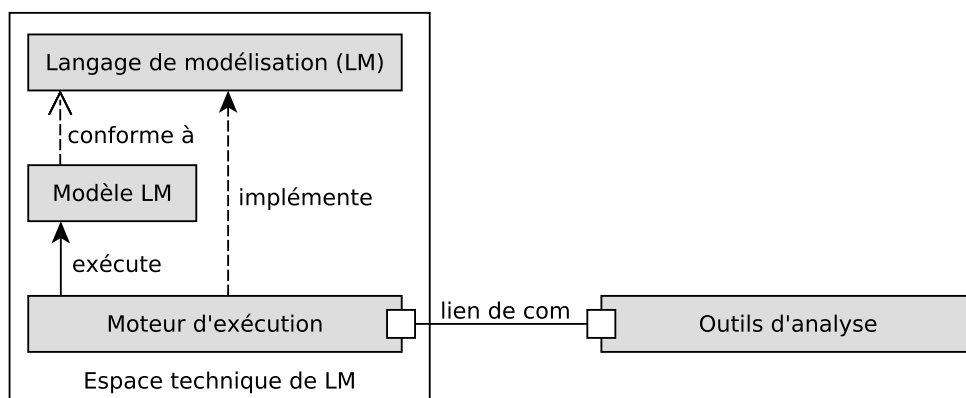 Langage de modélisation (LM)
conforme à
Modèle LM
implémente
exécute
lien de com
Moteur d'exécution
Outils d'analyse
Espace technique de LM